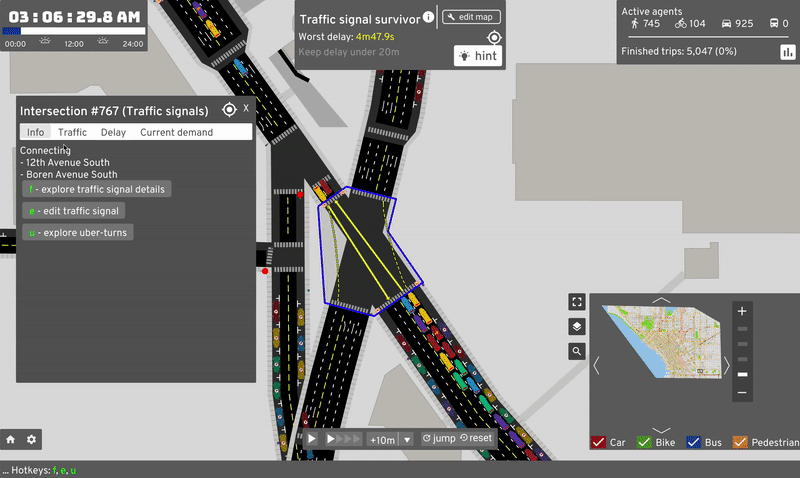 03:06:29.8 AM
00:00 12:00 24:00
Traffic signal survivor
edit map
Worst delay: 4m47.9s
Keep delay under 20m
hint
Active agents
745 104 925 0
Finished trips: 5,047 (0%)
Intersection #767 (Traffic signals) X
Info Traffic Delay Current demand
Connecting
- 12th Avenue South
- Boren Avenue South
f - explore traffic signal details
e - edit traffic signal
u - explore uber-turns
+10m jump reset
Car Bike Bus Pedestrian
... Hotkeys: f, e, u